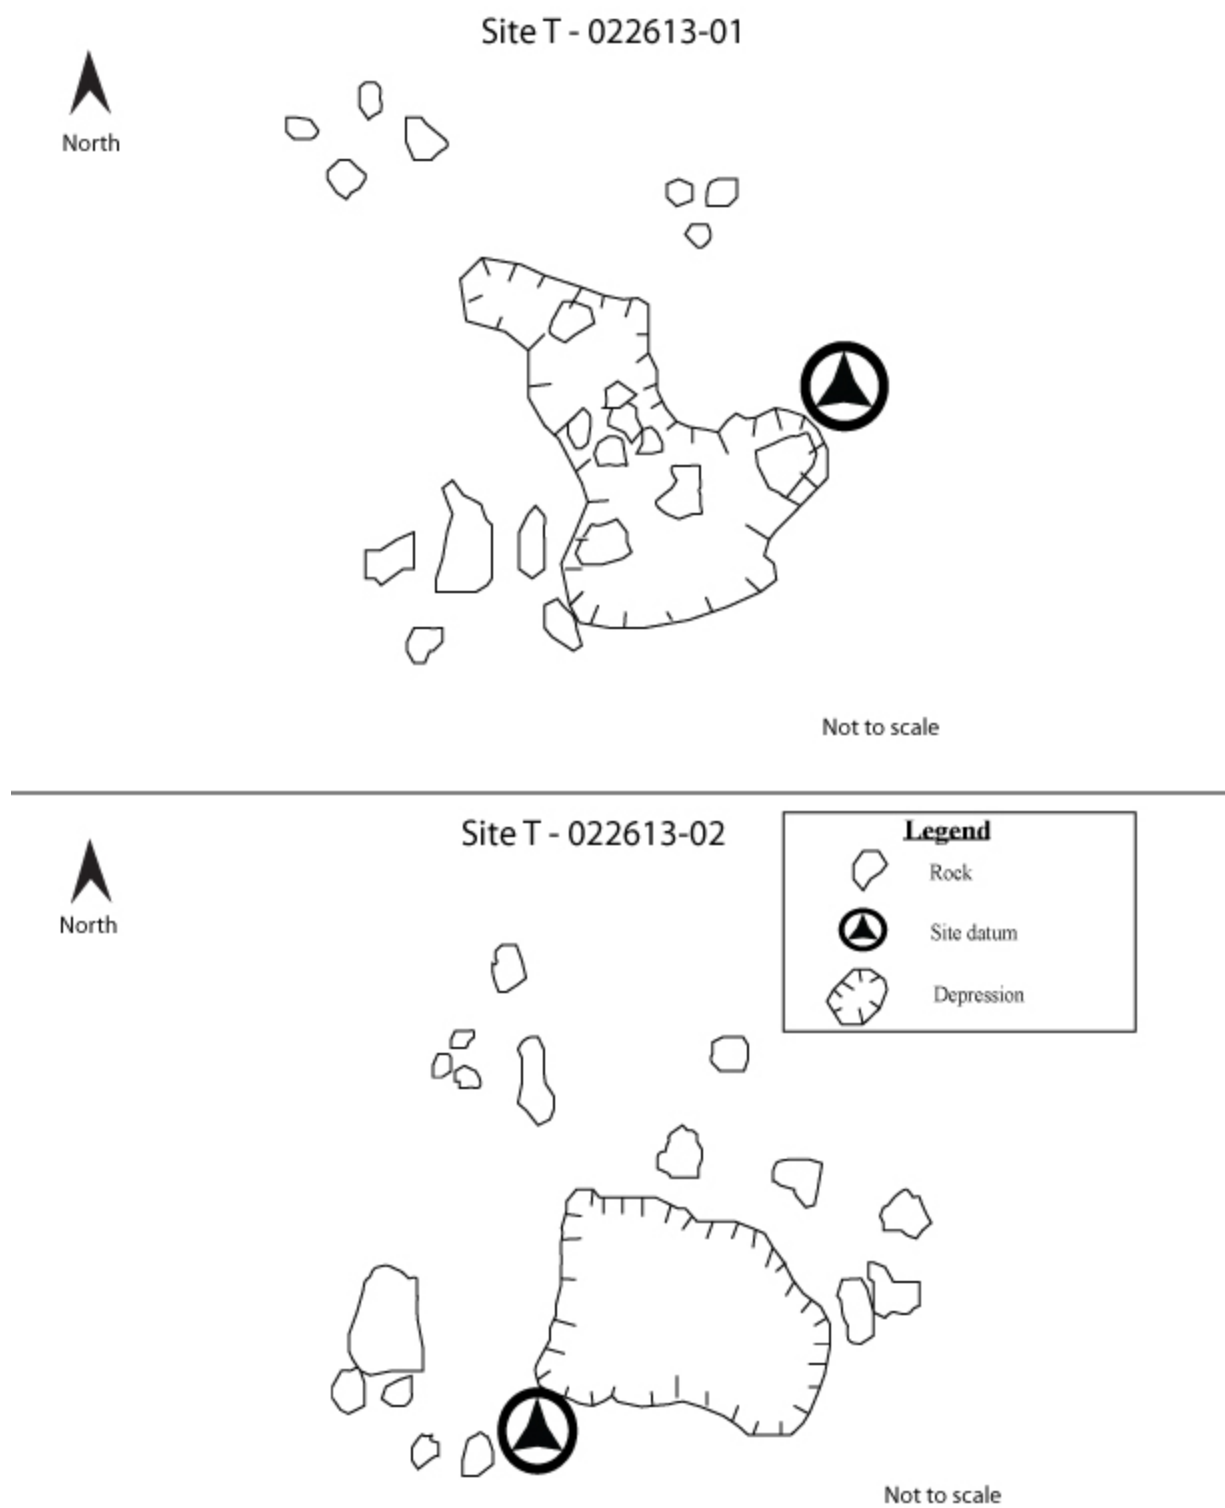 Site T - 022613-01
North
Not to scale
Site T - 022613-02
North
Legend
Rock
Site datum
Depression
Not to scale